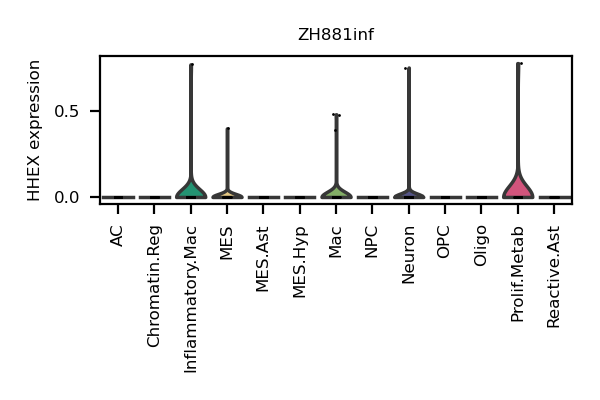 ZH881inf
HHEX expression
0.5
0.0
AC
Chromatin.Reg
Inflammatory.Mac
MES
MES.Ast
MES.Hyp
Mac
NPC
Neuron
OPC
Oligo
Prolif.Metab
Reactive.Ast